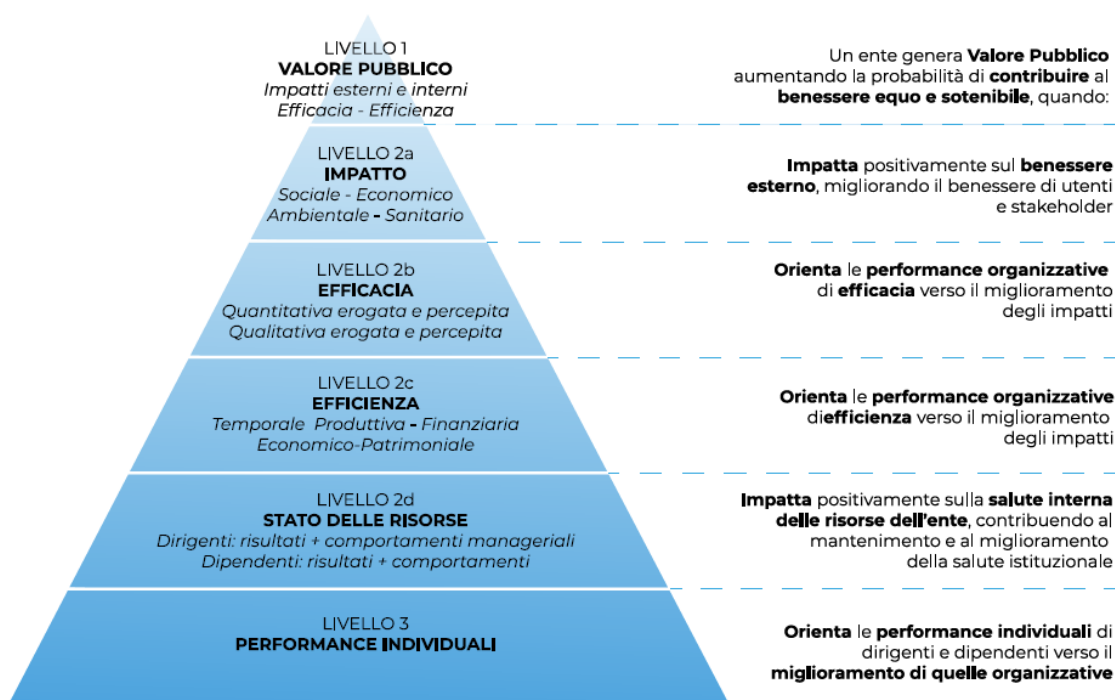 LIVELLO 1
VALORE PUBBLICO
Impatti esterni e interni
Efficacia - Efficienza
Un ente genera Valore Pubblico
aumentando la probabilità di contribuire al
benessere equo e sotenibile, quando:
LIVELLO 2a
IMPATTO
Sociale - Economico
Ambientale - Sanitario
Impatta positivamente sul benessere
esterno, migliorando il benessere di utenti
e stakeholder
LIVELLO 2b
EFFICACIA
Quantitativa erogata e percepita
Qualitativa erogata e percepita
Orienta le performance organizzative
di efficacia verso il miglioramento
degli impatti
LIVELLO 2c
EFFICIENZA
Temporale Produttiva - Finanziaria
Economico-Patrimoniale
Orienta le performance organizzative
diefficienza verso il miglioramento
degli impatti
LIVELLO 2d
STATO DELLE RISORSE
Dirigenti: risultati + comportamenti manageriali
Dipendenti: risultati + comportamenti
Impatta positivamente sulla salute interna
delle risorse dell'ente, contribuendo al
mantenimento e al miglioramento
della salute istituzionale
LIVELLO 3
PERFORMANCE INDIVIDUALI
Orienta le performance individuali di
dirigenti e dipendenti verso il
miglioramento di quelle organizzative